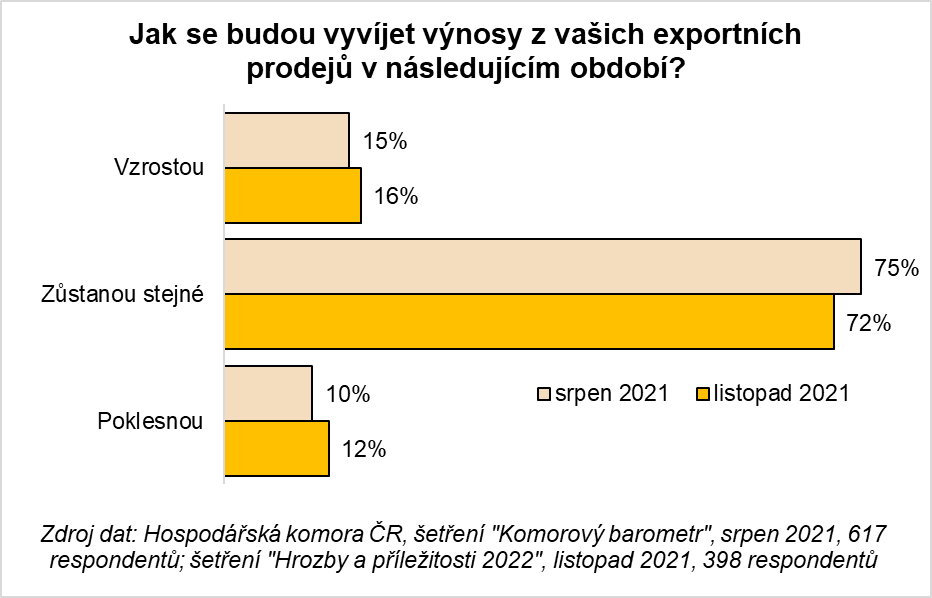 Jak se budou vyvíjet výnosy z vašich exportních
prodejů v následujícím období?
Vzrostou
15%
16%
Zůstanou stejné
75%
72%
Poklesnou
10%
12%
srpen 2021
listopad 2021
Zdroj dat: Hospodářská komora ČR, šetření "Komorový barometr", srpen 2021, 617
respondentů; šetření "Hrozby a příležitosti 2022", listopad 2021, 398 respondentů